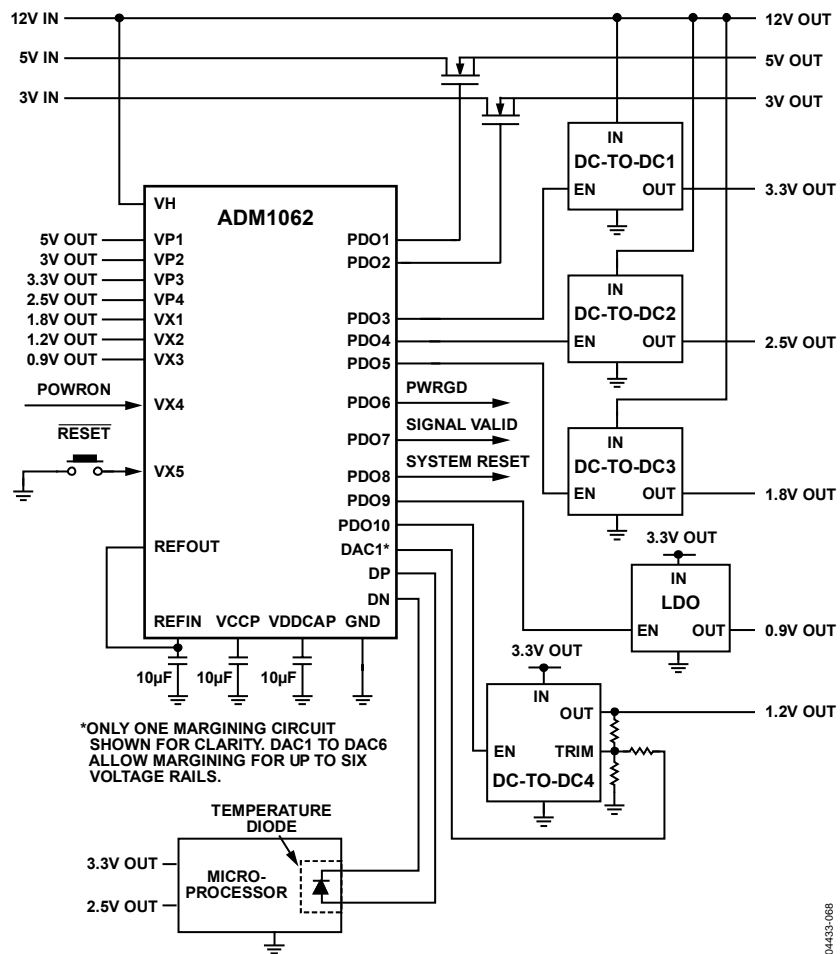 12V IN
12V OUT
5V IN
5V OUT
3V IN
3V OUT
IN
DC-TO-DC1
EN OUT
3.3V OUT
VH
ADM1062
5V OUT
VP1
PDO1
3V OUT
VP2
PDO2
3.3V OUT
VP3
2.5V OUT
VP4
1.8V OUT
VX1
PDO3
1.2V OUT
VX2
PDO4
0.9V OUT
VX3
PDO5
IN
DC-TO-DC2
EN OUT
2.5V OUT
POWRON
VX4
PDO6
PWRGD
PDO7
SIGNAL VALID
RESET
VX5
PDO8
SYSTEM RESET
IN
DC-TO-DC3
EN OUT
1.8V OUT
PDO9
PDO10
REFOUT
DAC1*
DP
DN
3.3V OUT
IN
LDO
EN OUT
0.9V OUT
REFIN VCCP VDDCAP GND
10µF
10µF
10µF
3.3V OUT
IN
OUT
1.2V OUT
EN
TRIM
DC-TO-DC4
*ONLY ONE MARGINING CIRCUIT
SHOWN FOR CLARITY. DAC1 TO DAC6
ALLOW MARGINING FOR UP TO SIX
VOLTAGE RAILS.
TEMPERATURE
DIODE
3.3V OUT
2.5V OUT
MICRO-
PROCESSOR
04433-068